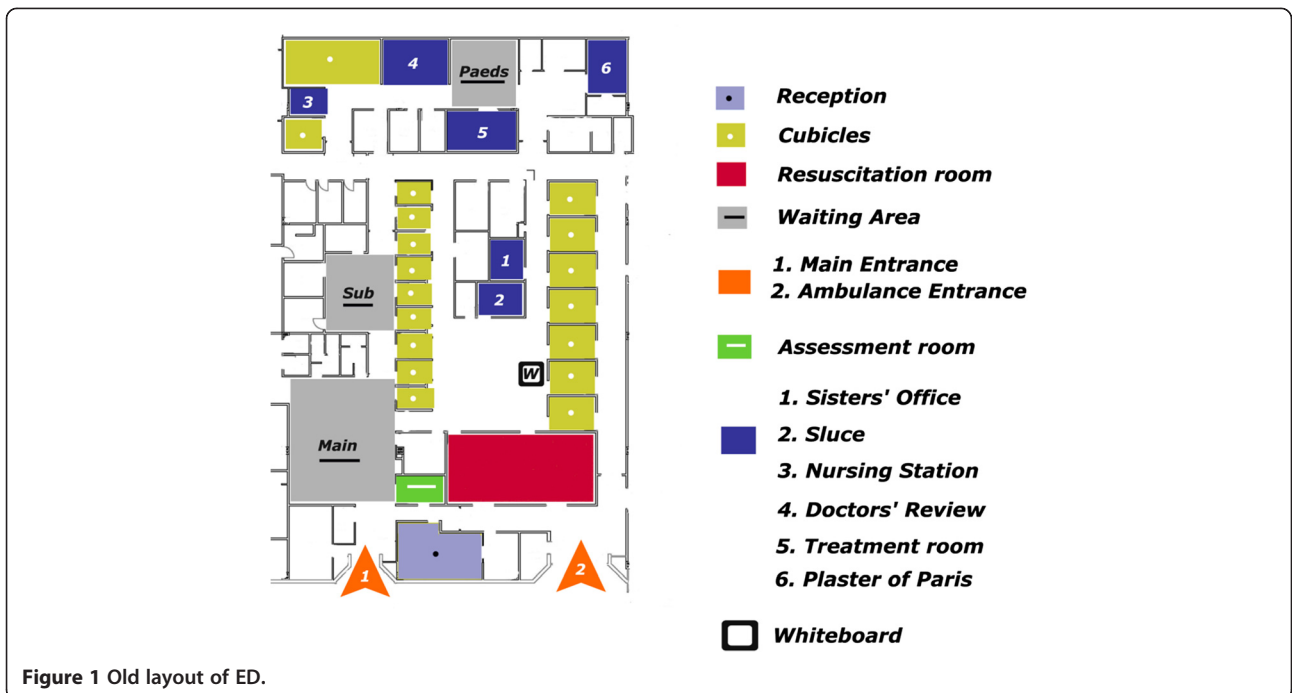 4
Paeds
6
3
5
1
Sub
2
W
Main
1
2
Reception
Cubicles
Resuscitation room
Waiting Area
1. Main Entrance
2. Ambulance Entrance
Assessment room
1. Sisters' Office
2. Sluce
3. Nursing Station
4. Doctors' Review
5. Treatment room
6. Plaster of Paris
Whiteboard
Figure 1 Old layout of ED.